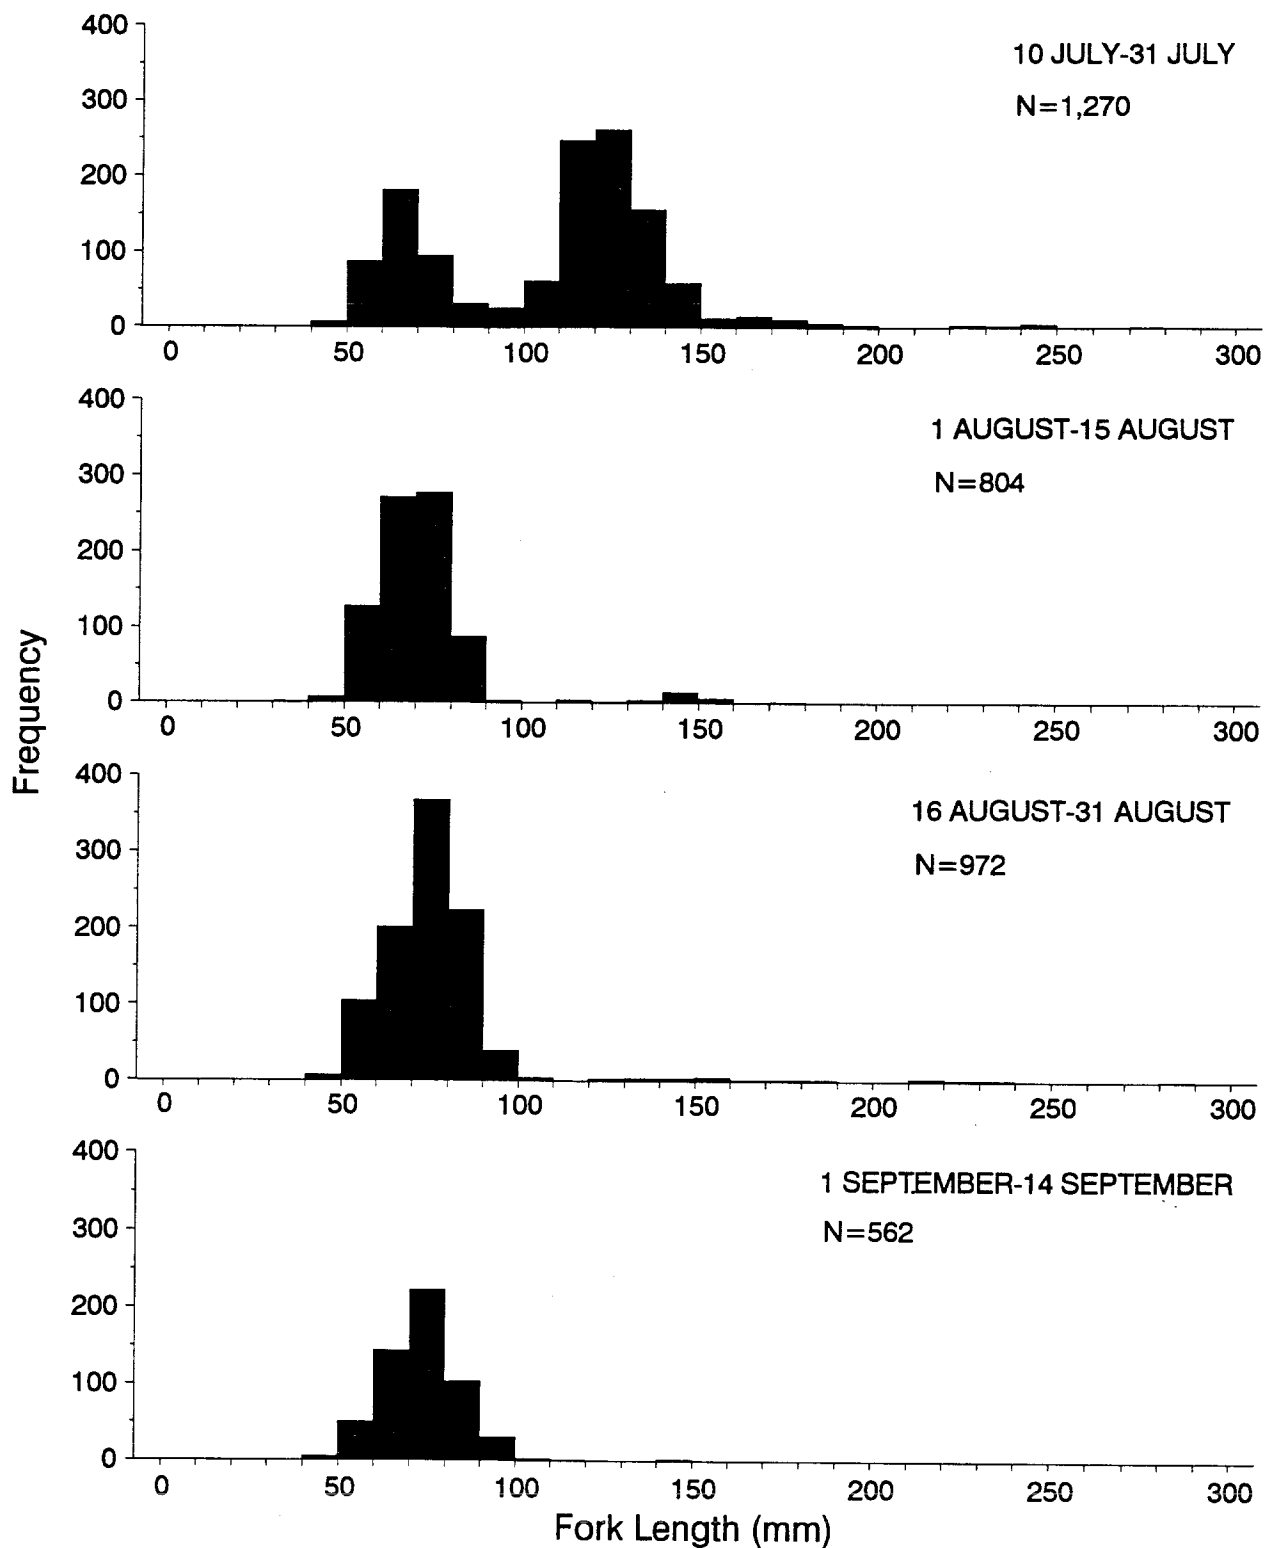 400
10 JULY-31 JULY
N=1,270
300
200
100
0
0 50 100 150 200 250 300
400
1 AUGUST-15 AUGUST
N=804
300
200
100
0
0 50 100 150 200 250 300
Frequency
400
16 AUGUST-31 AUGUST
N=972
300
200
100
0
0 50 100 150 200 250 300
400
1 SEPTEMBER-14 SEPTEMBER
N=562
300
200
100
0
0 50 100 150 200 250 300
Fork Length (mm)